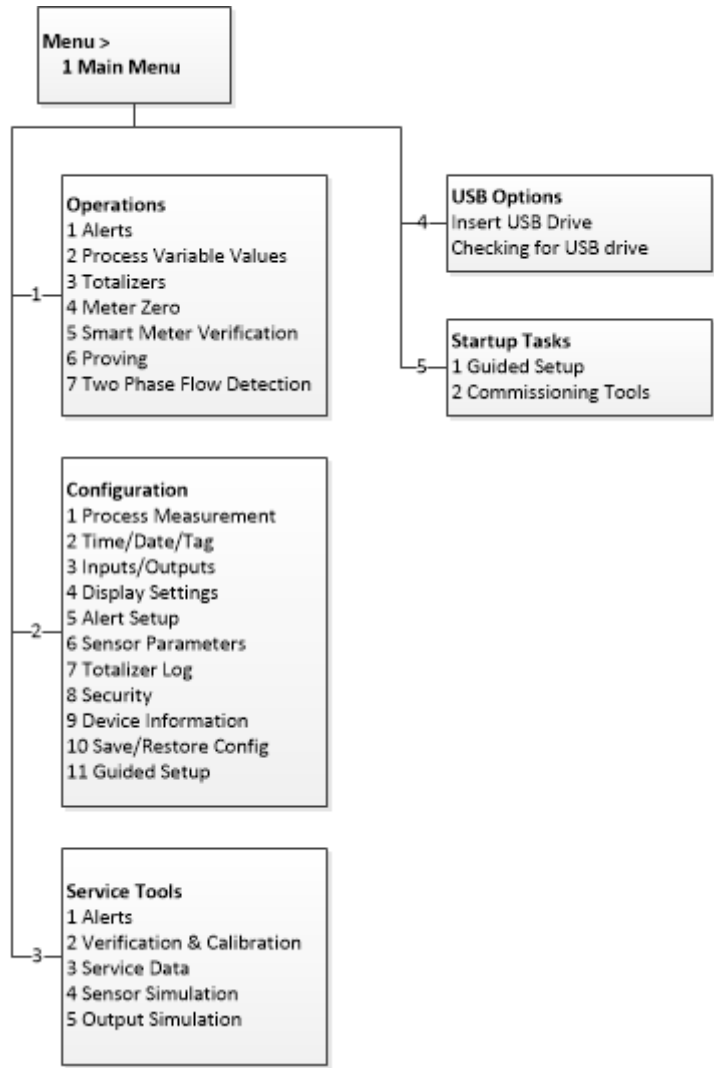 Menu >
1 Main Menu
1
Operations
1 Alerts
2 Process Variable Values
3 Totalizers
4 Meter Zero
5 Smart Meter Verification
6 Proving
7 Two Phase Flow Detection
2
Configuration
1 Process Measurement
2 Time/Date/Tag
3 Inputs/Outputs
4 Display Settings
5 Alert Setup
6 Sensor Parameters
7 Totalizer Log
8 Security
9 Device Information
10 Save/Restore Config
11 Guided Setup
3
Service Tools
1 Alerts
2 Verification & Calibration
3 Service Data
4 Sensor Simulation
5 Output Simulation
4
USB Options
Insert USB Drive
Checking for USB drive
5
Startup Tasks
1 Guided Setup
2 Commissioning Tools